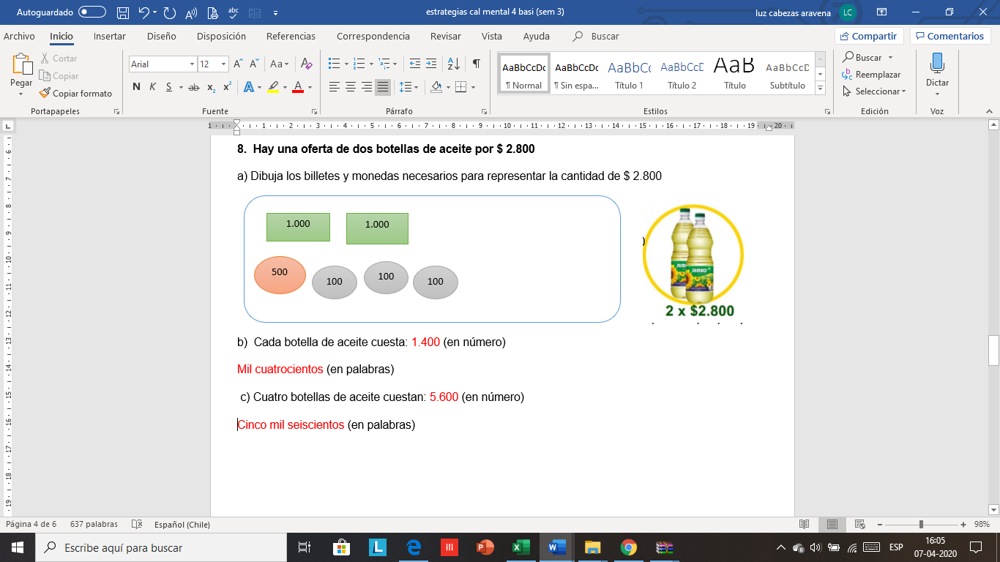 Autoguardado
estrategias cal mental 4 basi (sem 3)
luz cabezas aravena
LC
Archivo Inicio Insertar Diseño Disposición Referencias Correspondencia Revisar Vista Ayuda Buscar
Compartir Comentarios
Pegar
Cortar
Copiar
Copiar formato
Portapapeles
Arial 12
N K S ab x₂ x²
Fuente
Párrafo
AaBbCcDc AaBbCcDc AaBbCc AaBbCcD AaB AaBbCcD
¶ Normal ¶ Sin espa... Título 1 Título 2 Título Subtítulo
Estilos
Buscar
Reemplazar
Seleccionar
Edición
Dictar
Voz
8. Hay una oferta de dos botellas de aceite por $ 2.800
a) Dibuja los billetes y monedas necesarios para representar la cantidad de $ 2.800
1.000 1.000
500 100 100 100
JUMBO
2 x $2.800
b) Cada botella de aceite cuesta: 1.400 (en número)
Mil cuatrocientos (en palabras)
c) Cuatro botellas de aceite cuestan: 5.600 (en número)
Cinco mil seiscientos (en palabras)
Página 4 de 6 637 palabras Español (Chile) 98%
Escribe aquí para buscar
ESP
16:05
07-04-2020